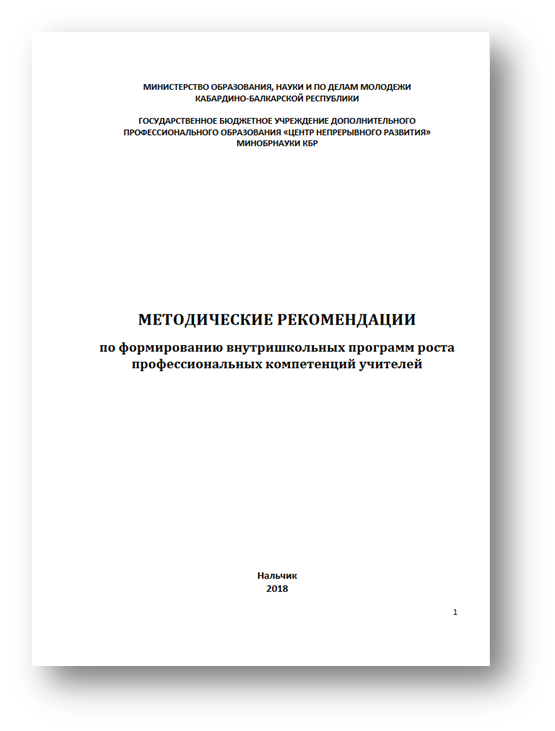 МИНИСТЕРСТВО ОБРАЗОВАНИЯ, НАУКИ И ПО ДЕЛАМ МОЛОДЕЖИ
КАБАРДИНО-БАЛКАРСКОЙ РЕСПУБЛИКИ
ГОСУДАРСТВЕННОЕ БЮДЖЕТНОЕ УЧРЕЖДЕНИЕ ДОПОЛНИТЕЛЬНОГО
ПРОФЕССИОНАЛЬНОГО ОБРАЗОВАНИЯ «ЦЕНТР НЕПРЕРЫВНОГО РАЗВИТИЯ»
МИНОБРНАУКИ КБР
МЕТОДИЧЕСКИЕ РЕКОМЕНДАЦИИ
по формированию внутришкольных программ роста
профессиональных компетенций учителей
Нальчик
2018
1